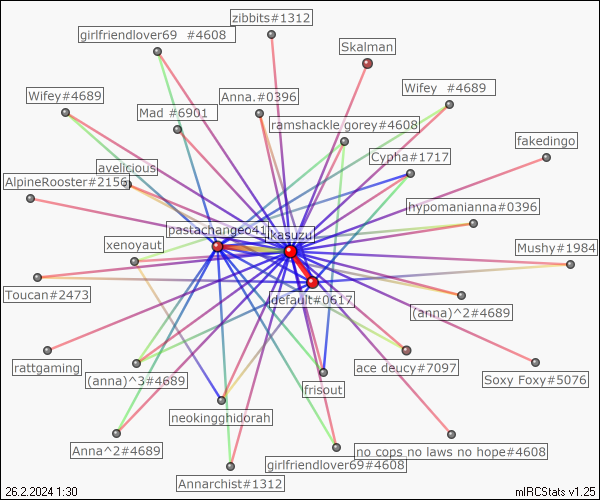 zibbits#1312
girlfriendlover69 #4608
Skalman
Wifey #4689
Wifey#4689
Anna.#0396
Mad #6901
ramshackle gorey#4608
fakedingo
Cypha#1717
avelicious
AlpineRooster#2156
hypomanianna#0396
pastachangeo41
kasuzu
xenoyaut
Mushy#1984
Toucan#2473
default#0617
(anna)^2#4689
rattgaming
(anna)^3#4689
ace deucy#7097
Soxy Foxy#5076
frisout
neokingghidorah
Anna^2#4689
no cops no laws no hope#4608
girlfriendlover69#4608
Annarchist#1312
26.2.2024 1:30
mIRCStats v1.25